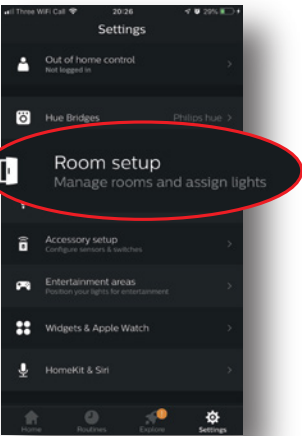 Three WiFi Call 20:26 29%
Settings
Out of home control
Not logged in
Hue Bridges Philips hue
Room setup
Manage rooms and assign lights
Accessory setup
Configure sensors & switches
Entertainment areas
Position your lights for entertainment
Widgets & Apple Watch
HomeKit & Siri
Home Routines Explore Settings